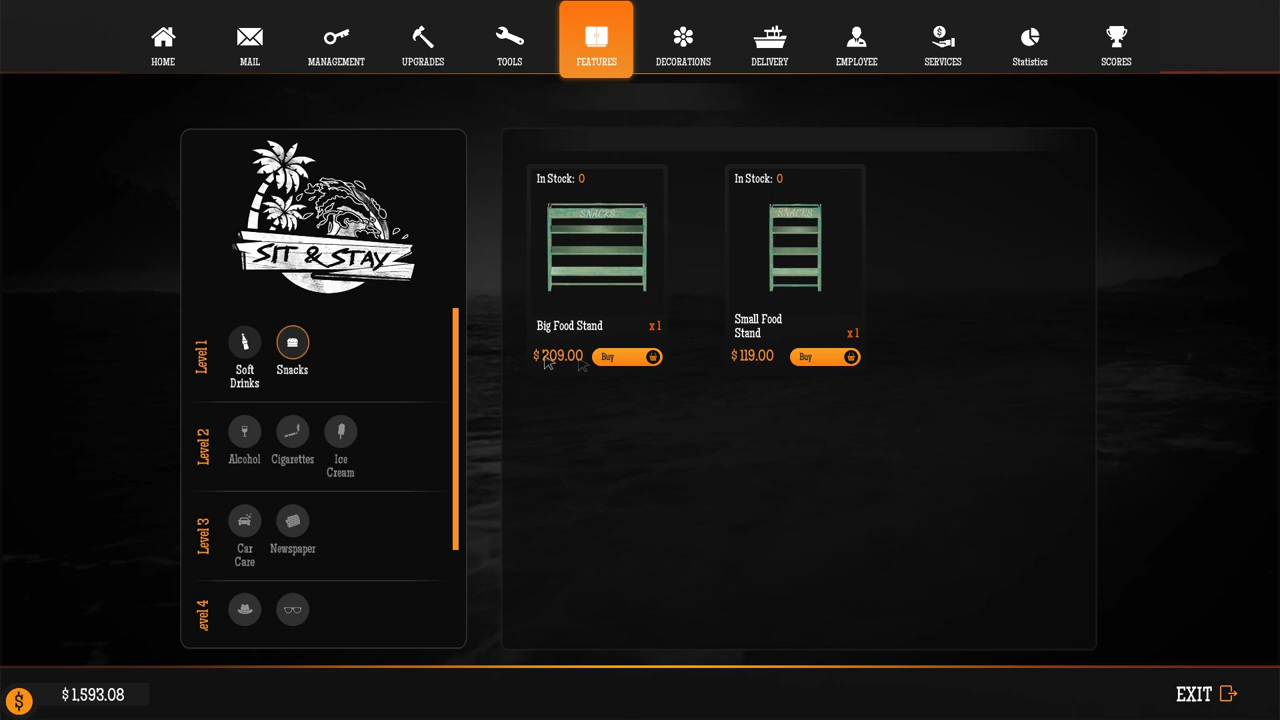 HOME
MAIL
MANAGEMENT
UPGRADES
TOOLS
FEATURES
DECORATIONS
DELIVERY
EMPLOYEE
SERVICES
Statistics
SCORES
SIT & STAY
Level 1
Soft
Drinks
Snacks
Level 2
Alcohol
Cigarettes
Ice
Cream
Level 3
Car
Care
Newspaper
evel 4
In Stock: 0
SNACKS
Big Food Stand
x 1
$ 209.00
Buy
In Stock: 0
SNACKS
Small Food
Stand
x 1
$ 119.00
Buy
$
$ 1,593.08
EXIT